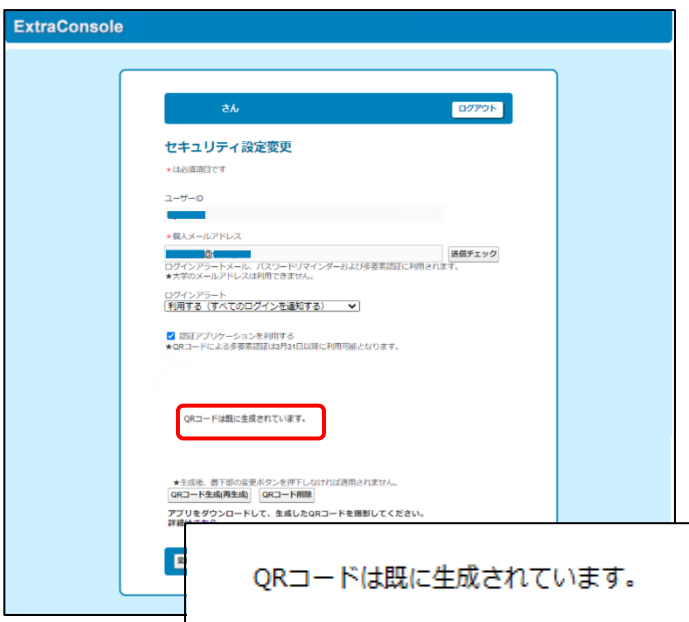 ExtraConsole
さん
ログアウト
セキュリティ設定変更
* は必須項目です
ユーザーID
* 個人メールアドレス
@
送信チェック
ログインアラートメール、パスワードリマインダーおよび多要素認証に利用されます。
★大学のメールアドレスは利用できません。
ログインアラート
利用する（すべてのログインを通知する）
認証アプリケーションを利用する
★QRコードによる多要素認証は3月31日以降に利用可能となります。
QRコードは既に生成されています。
★生成後、最下部の変更ボタンを押下しなければ適用されません。
QRコード生成(再生成)
QRコード削除
アプリをダウンロードして、生成したQRコードを撮影してください。
QRコードは既に生成されています。